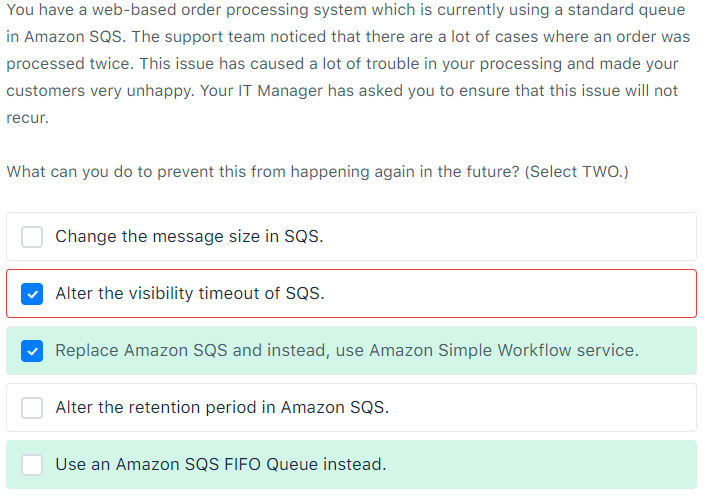 You have a web-based order processing system which is currently using a standard queue
in Amazon SQS. The support team noticed that there are a lot of cases where an order was
processed twice. This issue has caused a lot of trouble in your processing and made your
customers very unhappy. Your IT Manager has asked you to ensure that this issue will not
recur.
What can you do to prevent this from happening again in the future? (Select TWO.)
Change the message size in SQS.
Alter the visibility timeout of SQS.
Replace Amazon SQS and instead, use Amazon Simple Workflow service.
Alter the retention period in Amazon SQS.
Use an Amazon SQS FIFO Queue instead.